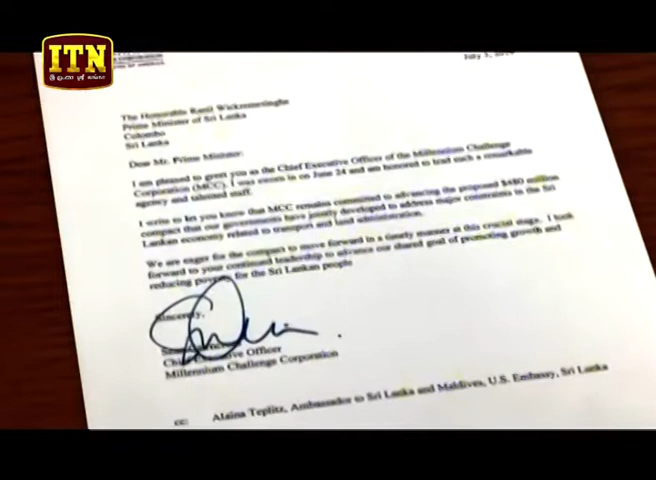 ITN
July
The Honorable Ranil Wickremesinghe
Prime Minister of Sri Lanka
Colombo
Sri Lanka
Dear Mr. Prime Minister:
I am pleased to greet you as the Chief Executive Officer of the Millennium Challenge
Corporation (MCC). I was sworn in on June 24 and am honored to lead such a remarkable
agency and talented staff.
I write to let you know that MCC remains committed to advancing the proposed $480 million
compact that our governments have jointly developed to address major constraints in the Sri
Lankan economy related to transport and land administration.
We are eager for the compact to move forward in a timely manner at this crucial stage. I look
forward to your continued leadership to advance our shared goal of promoting growth and
reducing poverty for the Sri Lankan people
Sincerely,
Chief Executive Officer
Millennium Challenge Corporation
cc: Alaina Teplitz, Ambassador to Sri Lanka and Maldives, U.S. Embassy, Sri Lanka